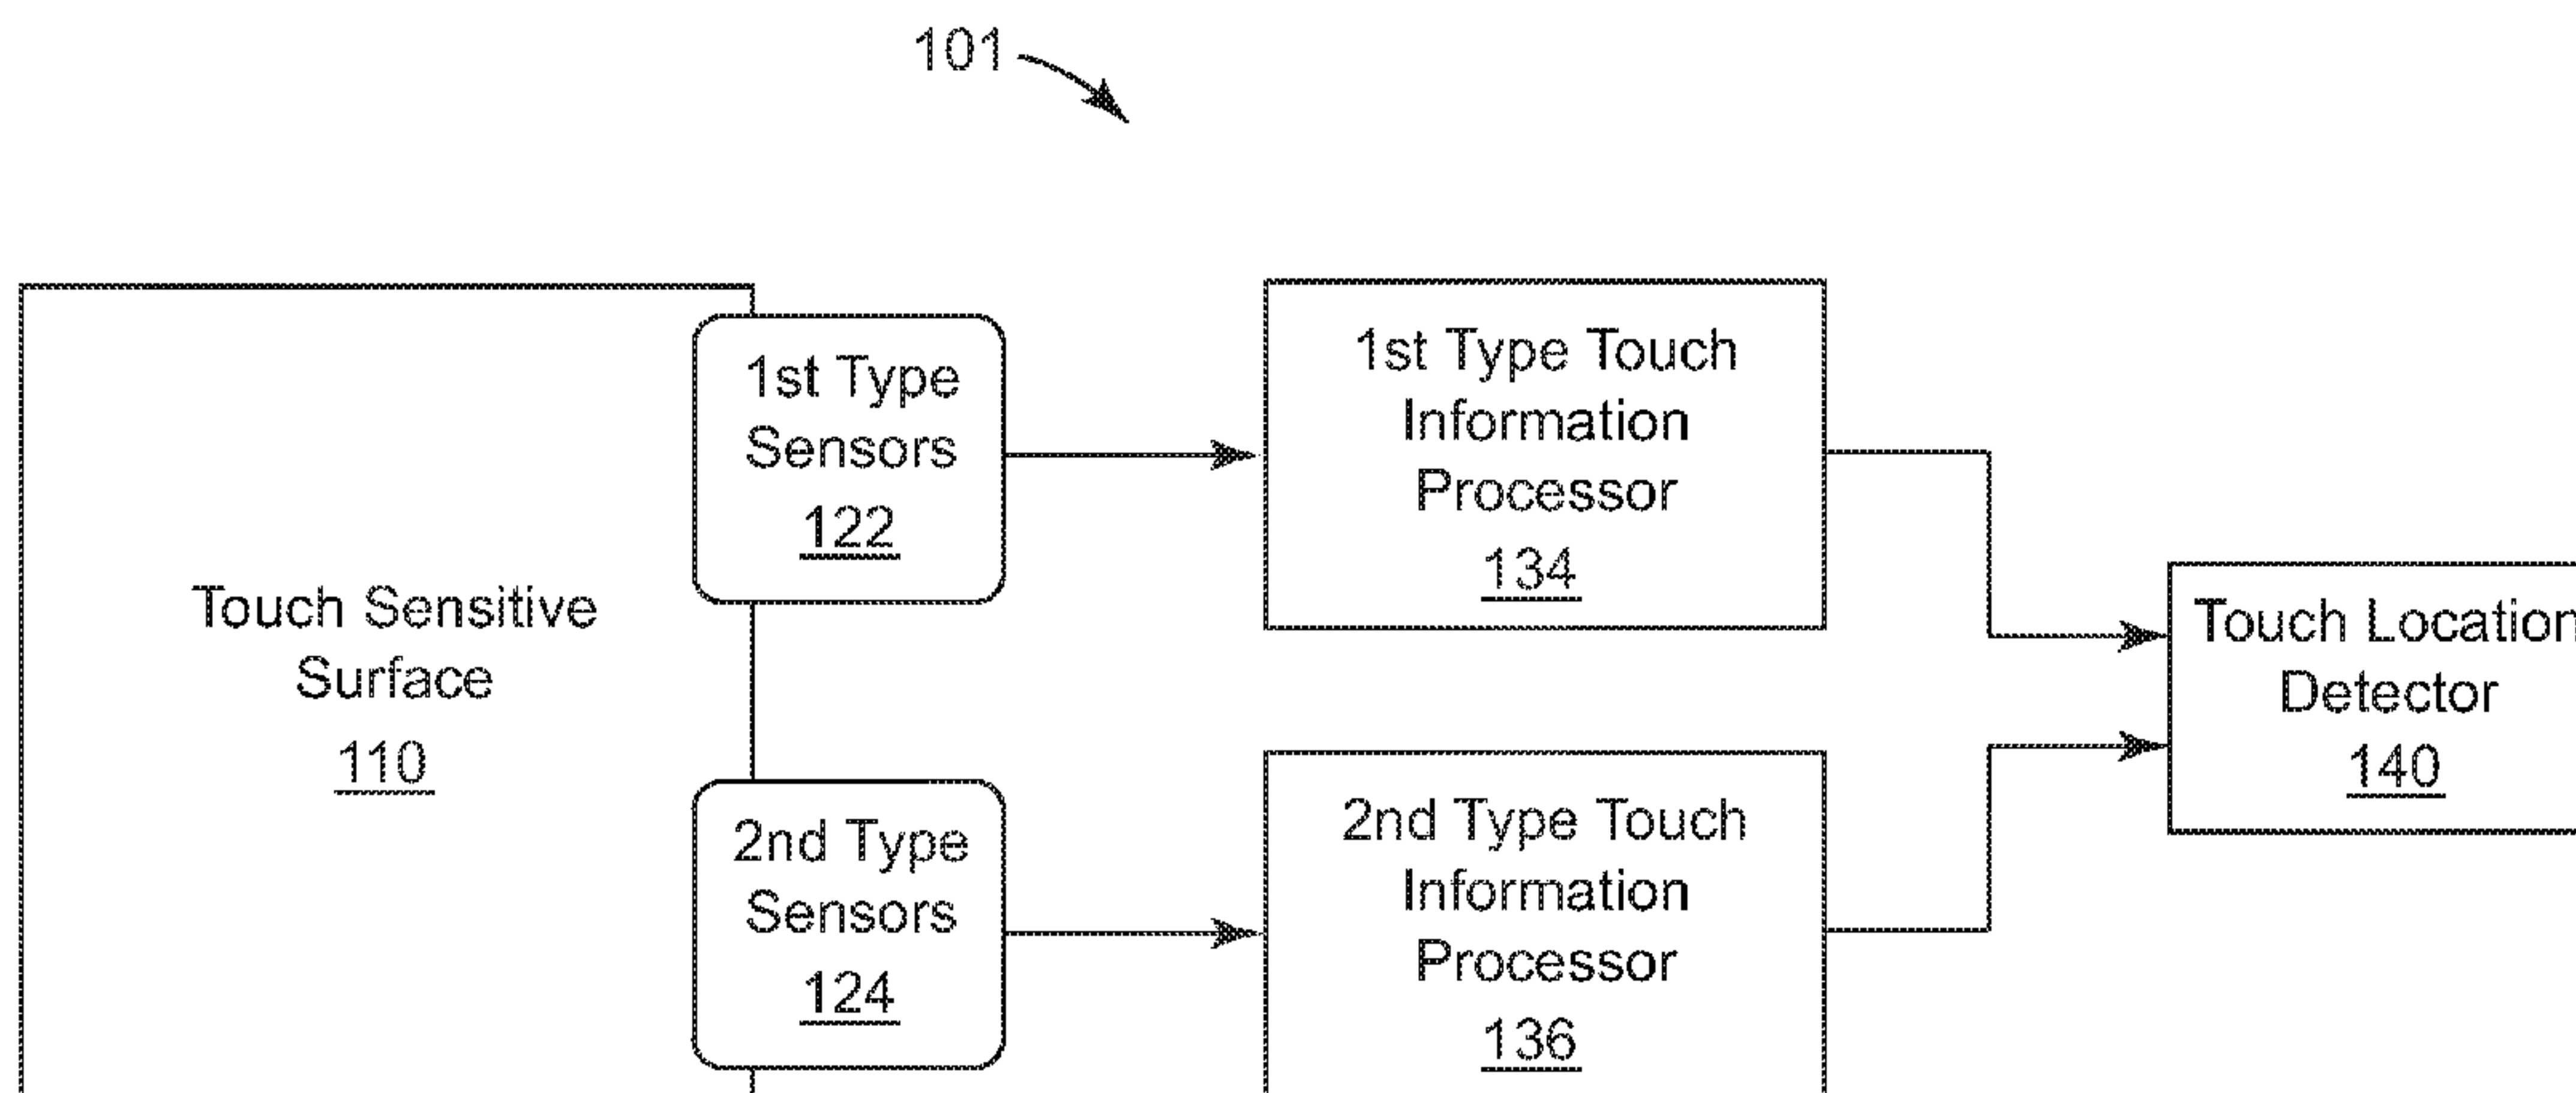 101
1st Type
Sensors
122
1st Type Touch
Information
Processor
134
Touch Sensitive
Surface
110
Touch Location
Detector
140
2nd Type
Sensors
124
2nd Type Touch
Information
Processor
136